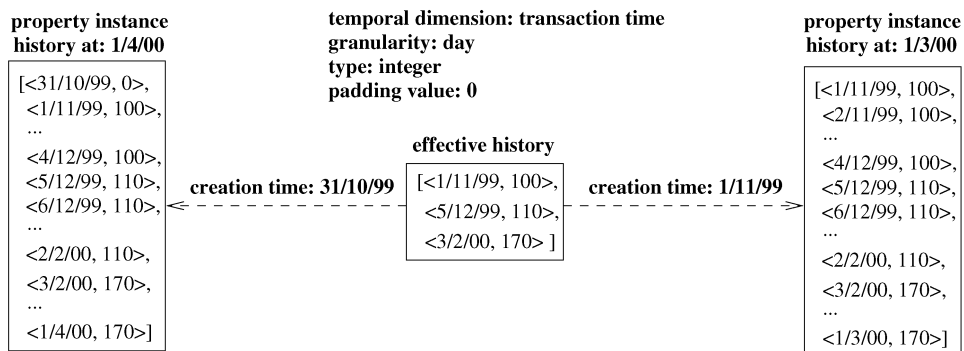 property instance
history at: 1/4/00
[<31/10/99, 0>,
<1/11/99, 100>,
...
<4/12/99, 100>,
<5/12/99, 110>,
<6/12/99, 110>,
...
<2/2/00, 110>,
<3/2/00, 170>,
...
<1/4/00, 170>]
temporal dimension: transaction time
granularity: day
type: integer
padding value: 0
creation time: 31/10/99
effective history
[<1/11/99, 100>,
<5/12/99, 110>,
<3/2/00, 170> ]
creation time: 1/11/99
property instance
history at: 1/3/00
[<1/11/99, 100>,
<2/11/99, 100>,
...
<4/12/99, 100>,
<5/12/99, 110>,
<6/12/99, 110>,
...
<2/2/00, 110>,
<3/2/00, 170>,
...
<1/3/00, 170>]